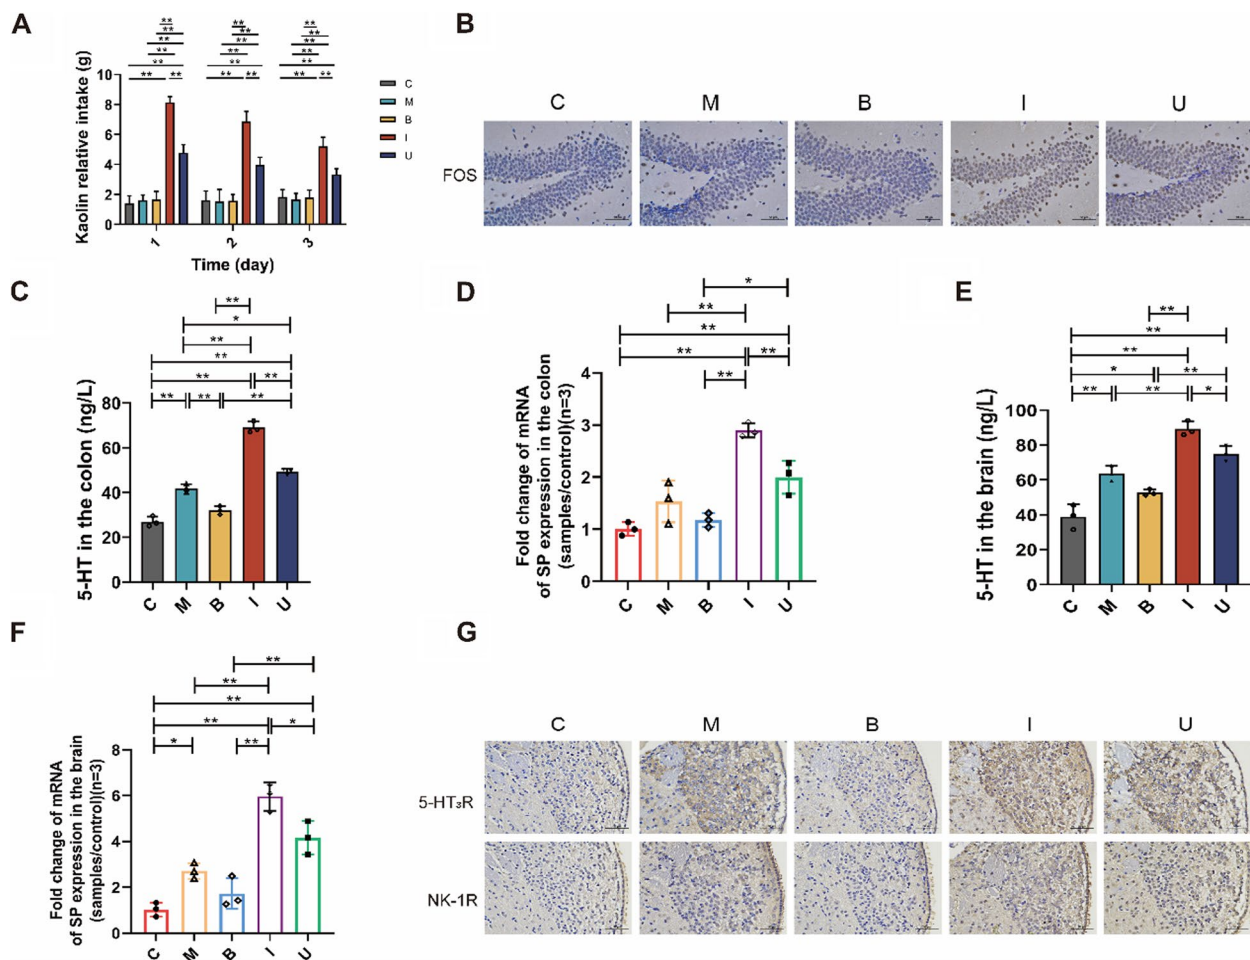 A
** ** **
** ** **
** ** **
** ** **
** ** **
** ** ** ** ** **
Kaolin relative intake (g)
10
8
6
4
2
0
1 2 3
Time (day)
C
M
B
I
U
B
C M B I U
FOS
C
**
*
**
**
** **
** ** **
5-HT in the colon (ng/L)
80
60
40
20
0
C M B I U
D
*
**
**
** **
**
Fold change of mRNA
of SP expression in the colon
(samples/control)(n=3)
4
3
2
1
0
C M B I U
E
**
**
**
* **
** ** *
5-HT in the brain (ng/L)
100
80
60
40
20
0
C M B I U
F
**
**
**
** *
* **
Fold change of mRNA
of SP expression in the brain
(samples/control)(n=3)
8
6
4
2
0
C M B I U
G
C M B I U
5-HT₃R
NK-1R